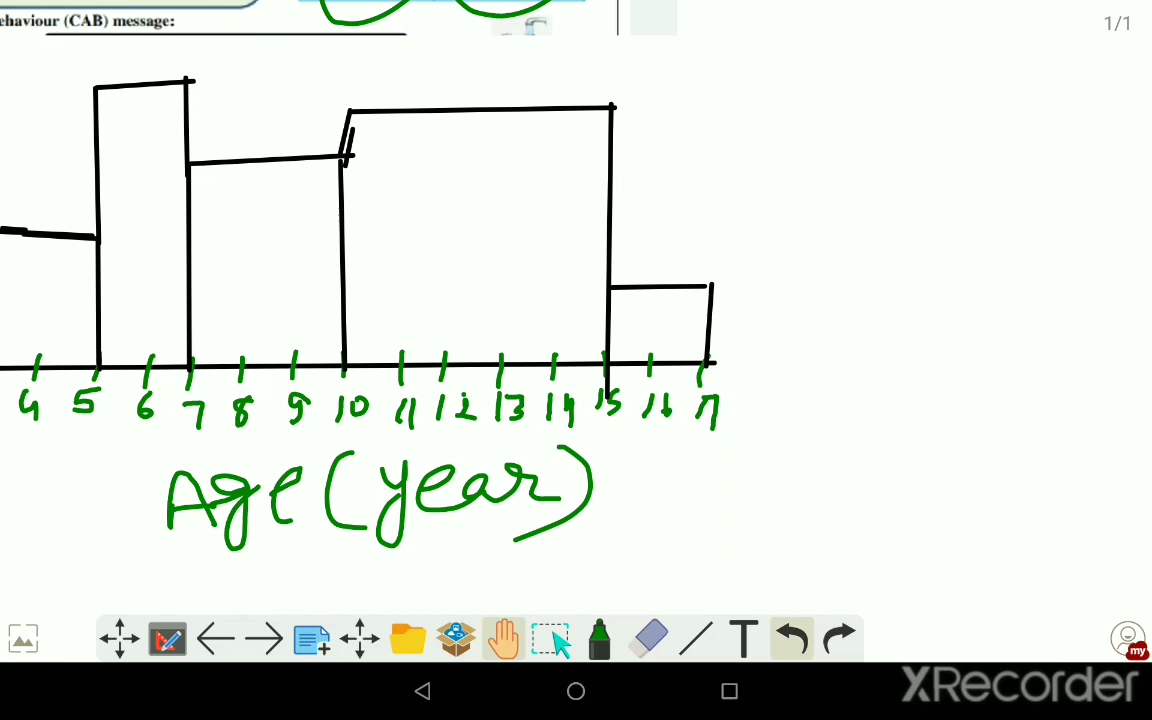 ehaviour (CAB) message:
1/1
4 5 6 7 8 9 10 11 12 13 14 15 16 17
Age (year)
T
my
XRecorder